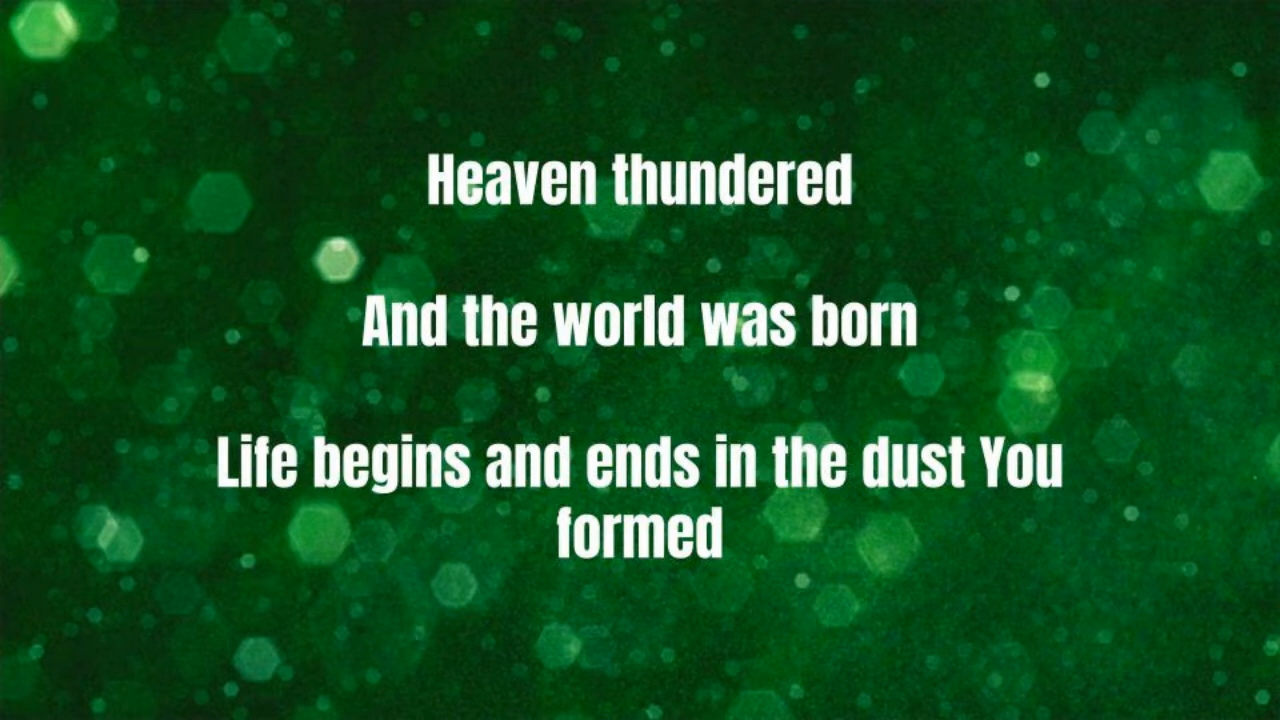 Heaven thundered
And the world was born
Life begins and ends in the dust You
formed